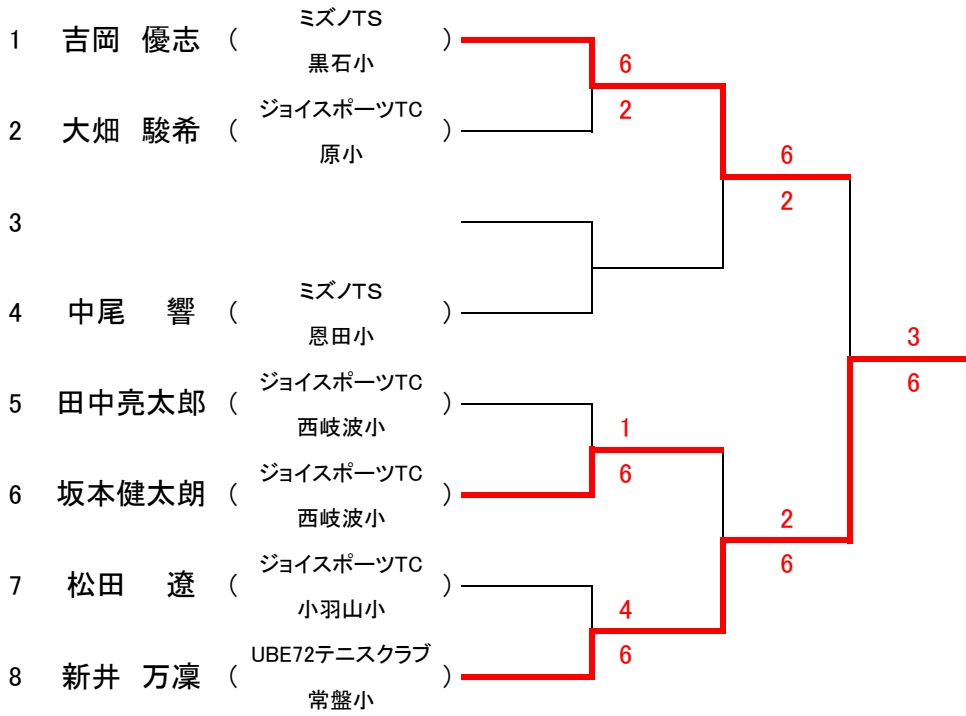 1 吉岡 優志 ( ミズノTS )
黒石小
6
2
2 大畑 駿希 ( ジョイスポーツTC )
原小
6
2
3
4 中尾 響 ( ミズノTS )
恩田小
3
6
5 田中亮太郎 ( ジョイスポーツTC )
西岐波小
1
6
6 坂本健太朗 ( ジョイスポーツTC )
西岐波小
2
6
7 松田 遼 ( ジョイスポーツTC )
小羽山小
4
6
8 新井 万凜 ( UBE72テニスクラブ )
常盤小